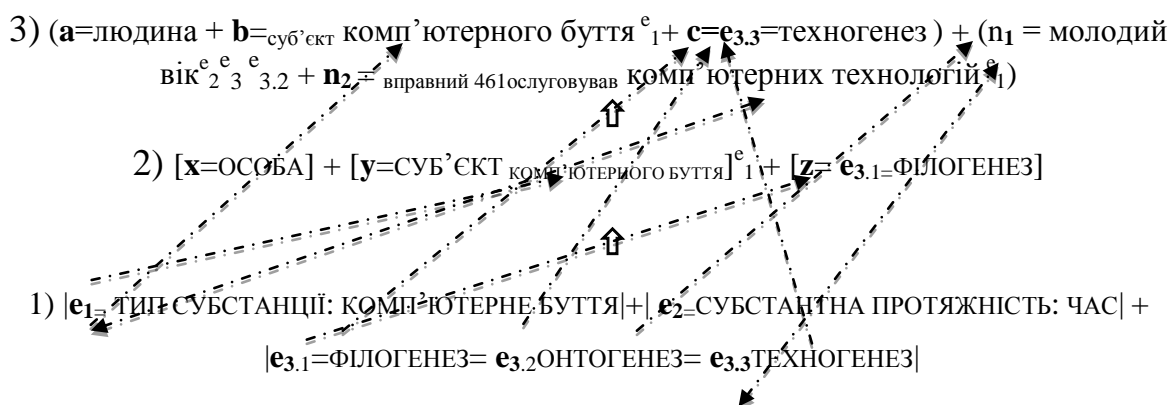 3) (a=людина + b=суб’єкт комп’ютерного буття e1+ c=e3.3=техногенез ) + (n1 = молодий
вікe2 e3 e3.2 + n2= вправний 461ослуговував комп’ютерних технологій e1)
2) [x=ОСОБА] + [y=СУБ’ЄКТ КОМП’ЮТЕРНОГО БУТТЯ]e1 + [z= e3.1=ФІЛОГЕНЕЗ]
1) |e1= ТИП СУБСТАНЦІЇ: КОМП’ЮТЕРНЕ БУТТЯ|+| e2=СУБСТАНТНА ПРОТЯЖНІСТЬ: ЧАС| +
|e3.1=ФІЛОГЕНЕЗ= e3.2ОНТОГЕНЕЗ= e3.3ТЕХНОГЕНЕЗ|